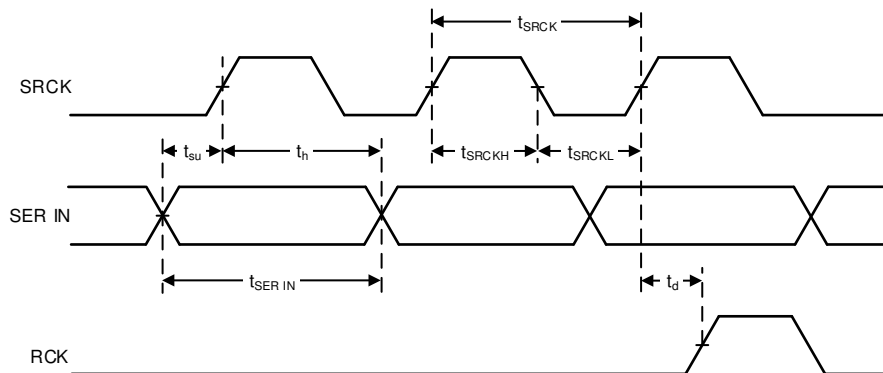 tSRCK
SRCK
tsu
th
tSRCKH
tSRCKL
SER IN
tSER IN
td
RCK